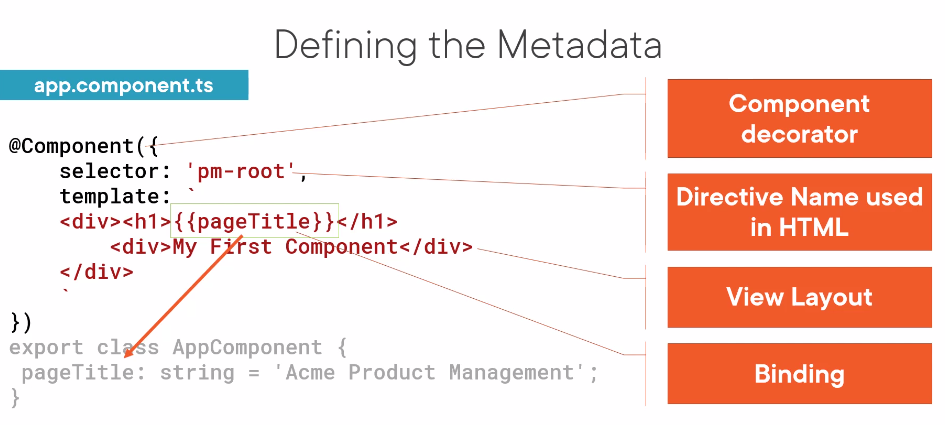 Defining the Metadata
app.component.ts
@Component({
    selector: 'pm-root',
    template: `
    <div><h1>{{pageTitle}}</h1>
        <div>My First Component</div>
    </div>
    `
})
export class AppComponent {
 pageTitle: string = 'Acme Product Management';
}
Component
decorator
Directive Name used
in HTML
View Layout
Binding